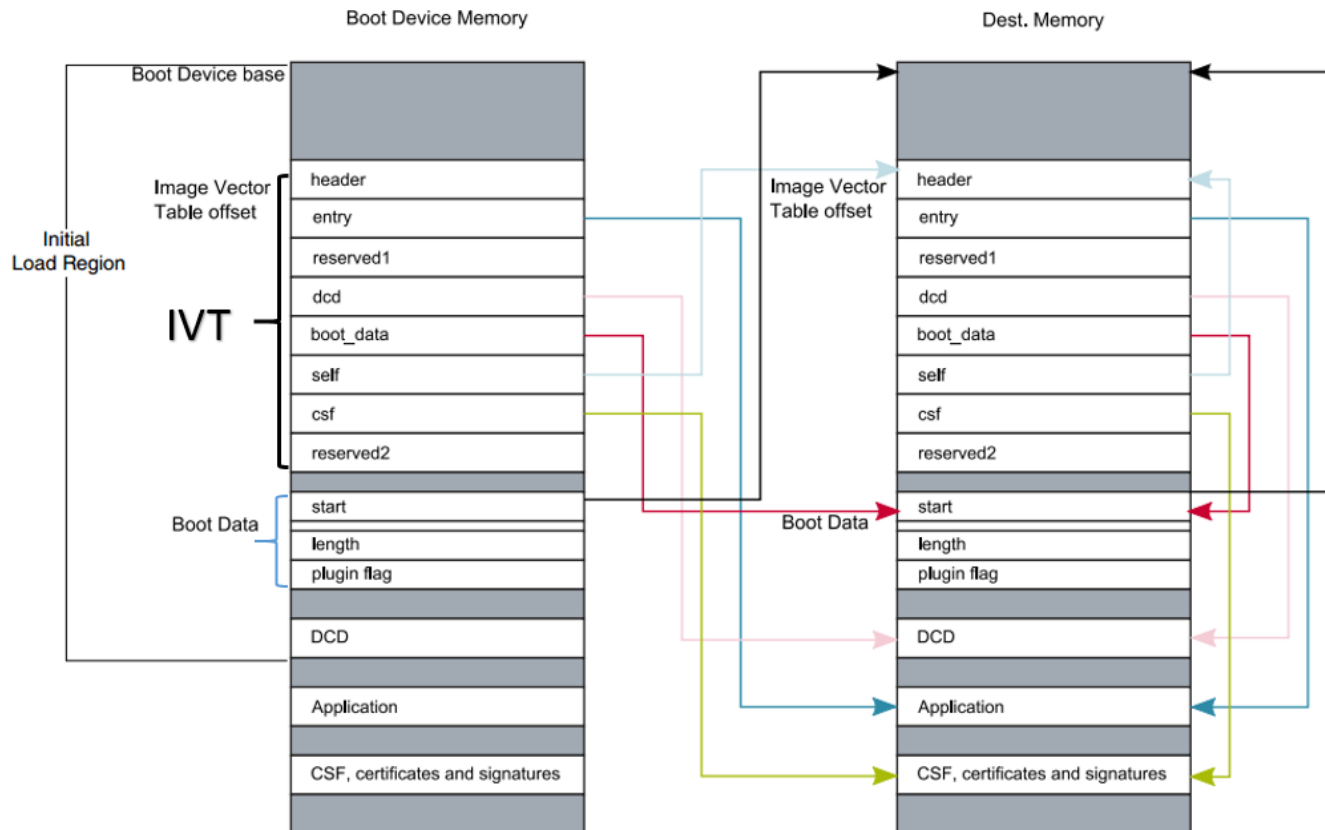 Boot Device Memory
Dest. Memory
Boot Device base
Image Vector
Table offset
Initial
Load Region
IVT
header
entry
reserved1
dcd
boot_data
self
csf
reserved2
Boot Data
start
length
plugin flag
DCD
Application
CSF, certificates and signatures
Image Vector
Table offset
header
entry
reserved1
dcd
boot_data
self
csf
reserved2
Boot Data
start
length
plugin flag
DCD
Application
CSF, certificates and signatures